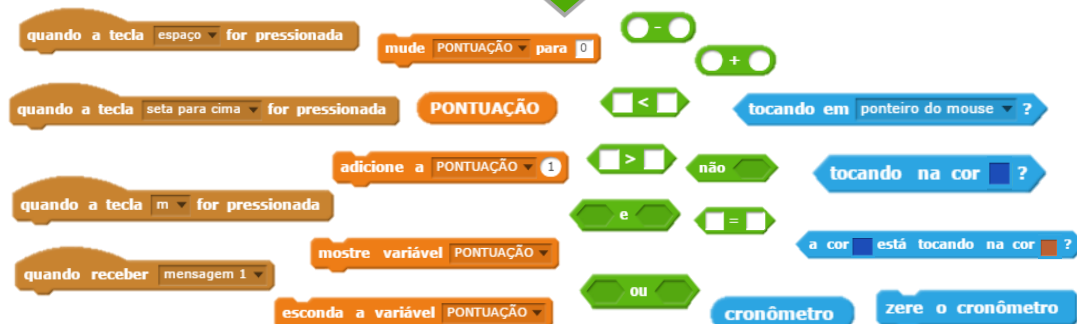 quando a tecla espaço for pressionada
mude PONTUAÇÃO para 0
-
+
quando a tecla seta para cima for pressionada
PONTUAÇÃO
<
tocando em ponteiro do mouse ?
adicione a PONTUAÇÃO 1
>
não
tocando na cor ?
quando a tecla m for pressionada
e
=
mostre variável PONTUAÇÃO
a cor está tocando na cor ?
quando receber mensagem 1
ou
esconda a variável PONTUAÇÃO
cronômetro
zere o cronômetro